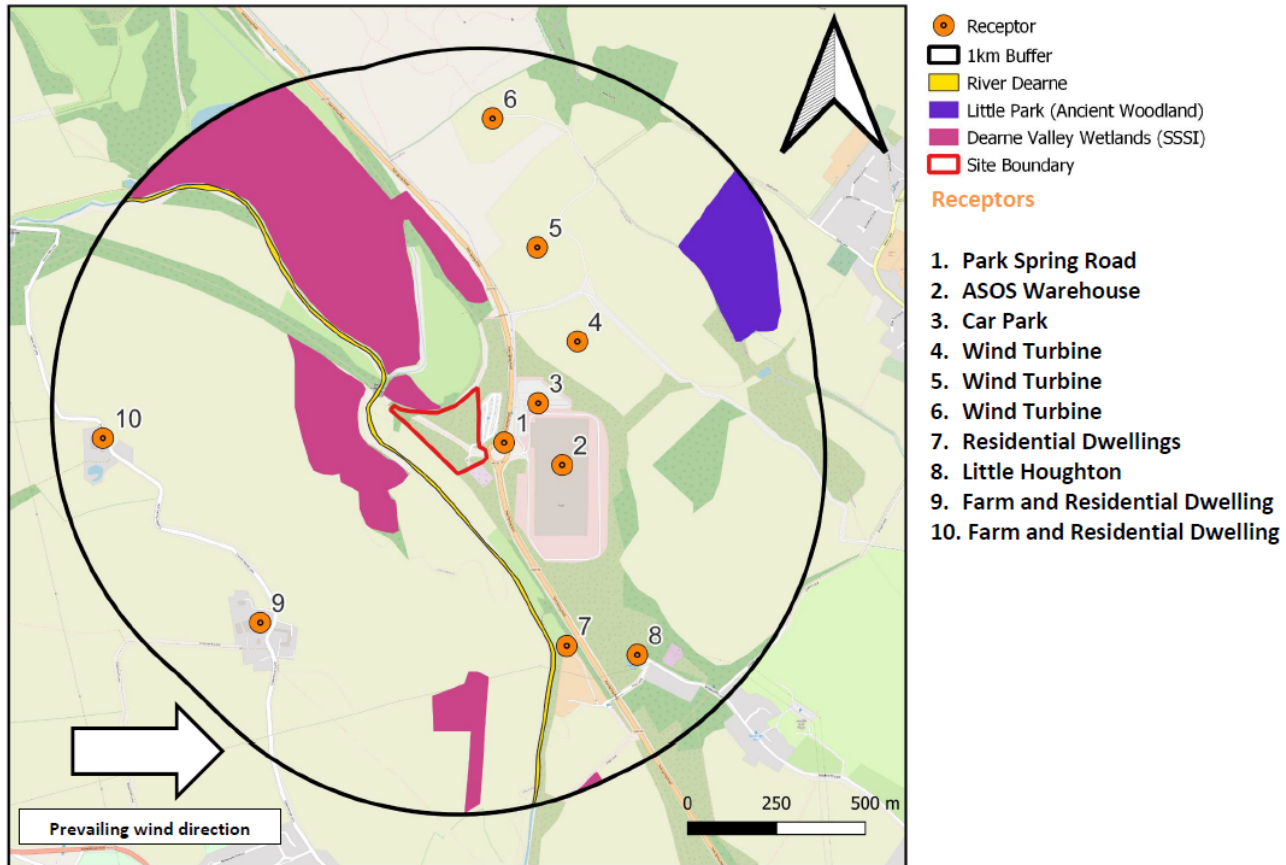 6
5
4
3
1
2
10
9
7
8
0 250 500 m
Prevailing wind direction
Receptor
1km Buffer
River Dearne
Little Park (Ancient Woodland)
Dearne Valley Wetlands (SSSI)
Site Boundary
Receptors
1. Park Spring Road
2. ASOS Warehouse
3. Car Park
4. Wind Turbine
5. Wind Turbine
6. Wind Turbine
7. Residential Dwellings
8. Little Houghton
9. Farm and Residential Dwelling
10. Farm and Residential Dwelling